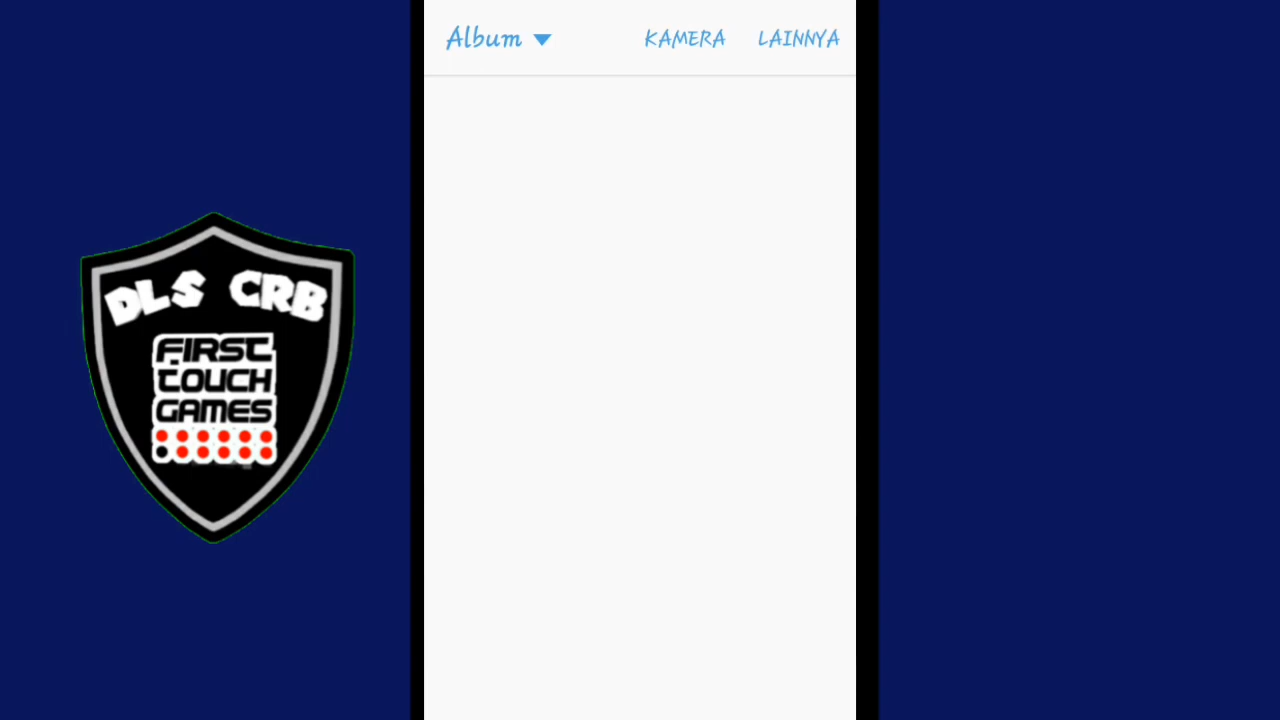 Album KAMERA LAINNYA
DLS CRB
FIRST
TOUCH
GAMES